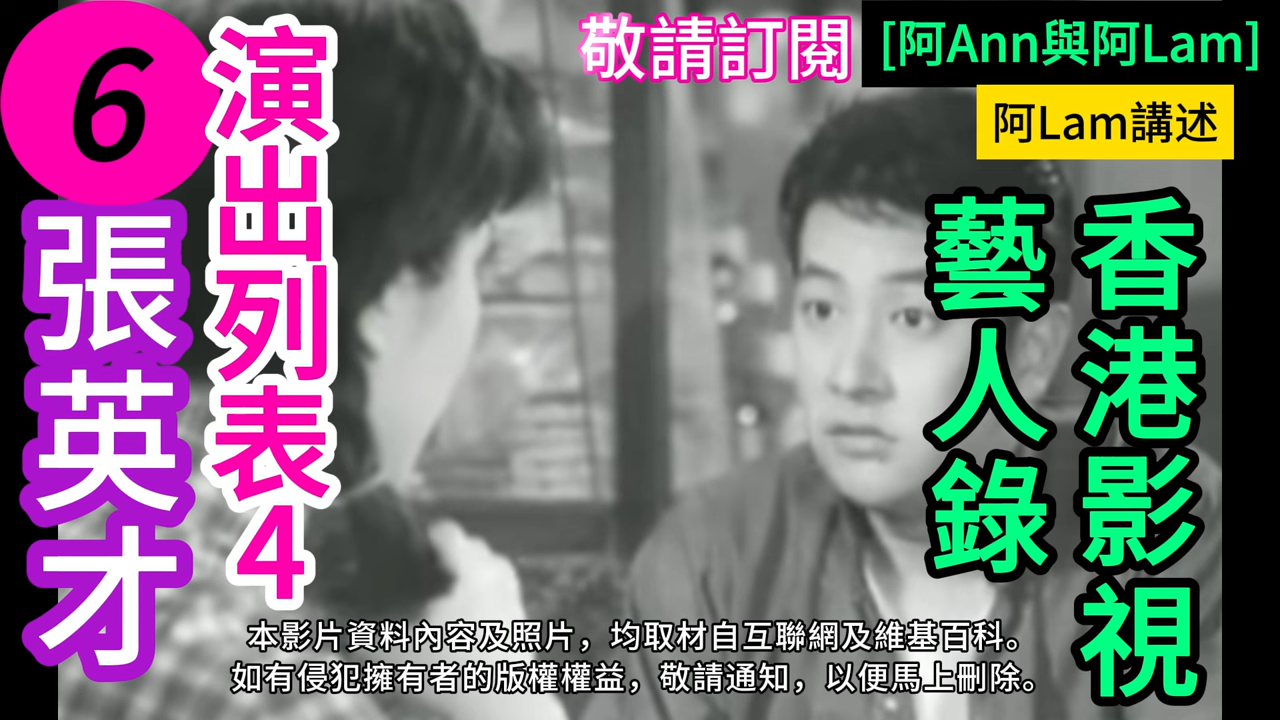 6
張英才
演出列表4
敬請訂閱
[阿Ann與阿Lam]
阿Lam講述
香港影視
藝人錄
本影片資料內容及照片，均取材自互聯網及維基百科。
如有侵犯擁有者的版權權益，敬請通知，以便馬上刪除。